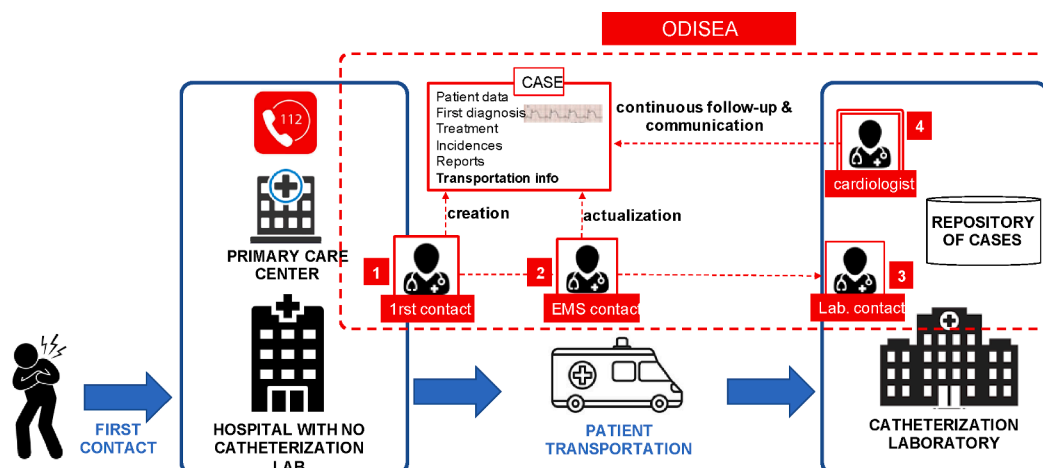 ODISEA
CASE
Patient data
First diagnosis
Treatment
Incidences
Reports
Transportation info
continuous follow-up &
communication
112
4
cardiologist
creation
actualization
REPOSITORY
OF CASES
PRIMARY CARE
CENTER
1
2
3
1rst contact
EMS contact
Lab. contact
FIRST
CONTACT
HOSPITAL WITH NO
CATHETERIZATION
LAB
PATIENT
TRANSPORTATION
CATHETERIZATION
LABORATORY